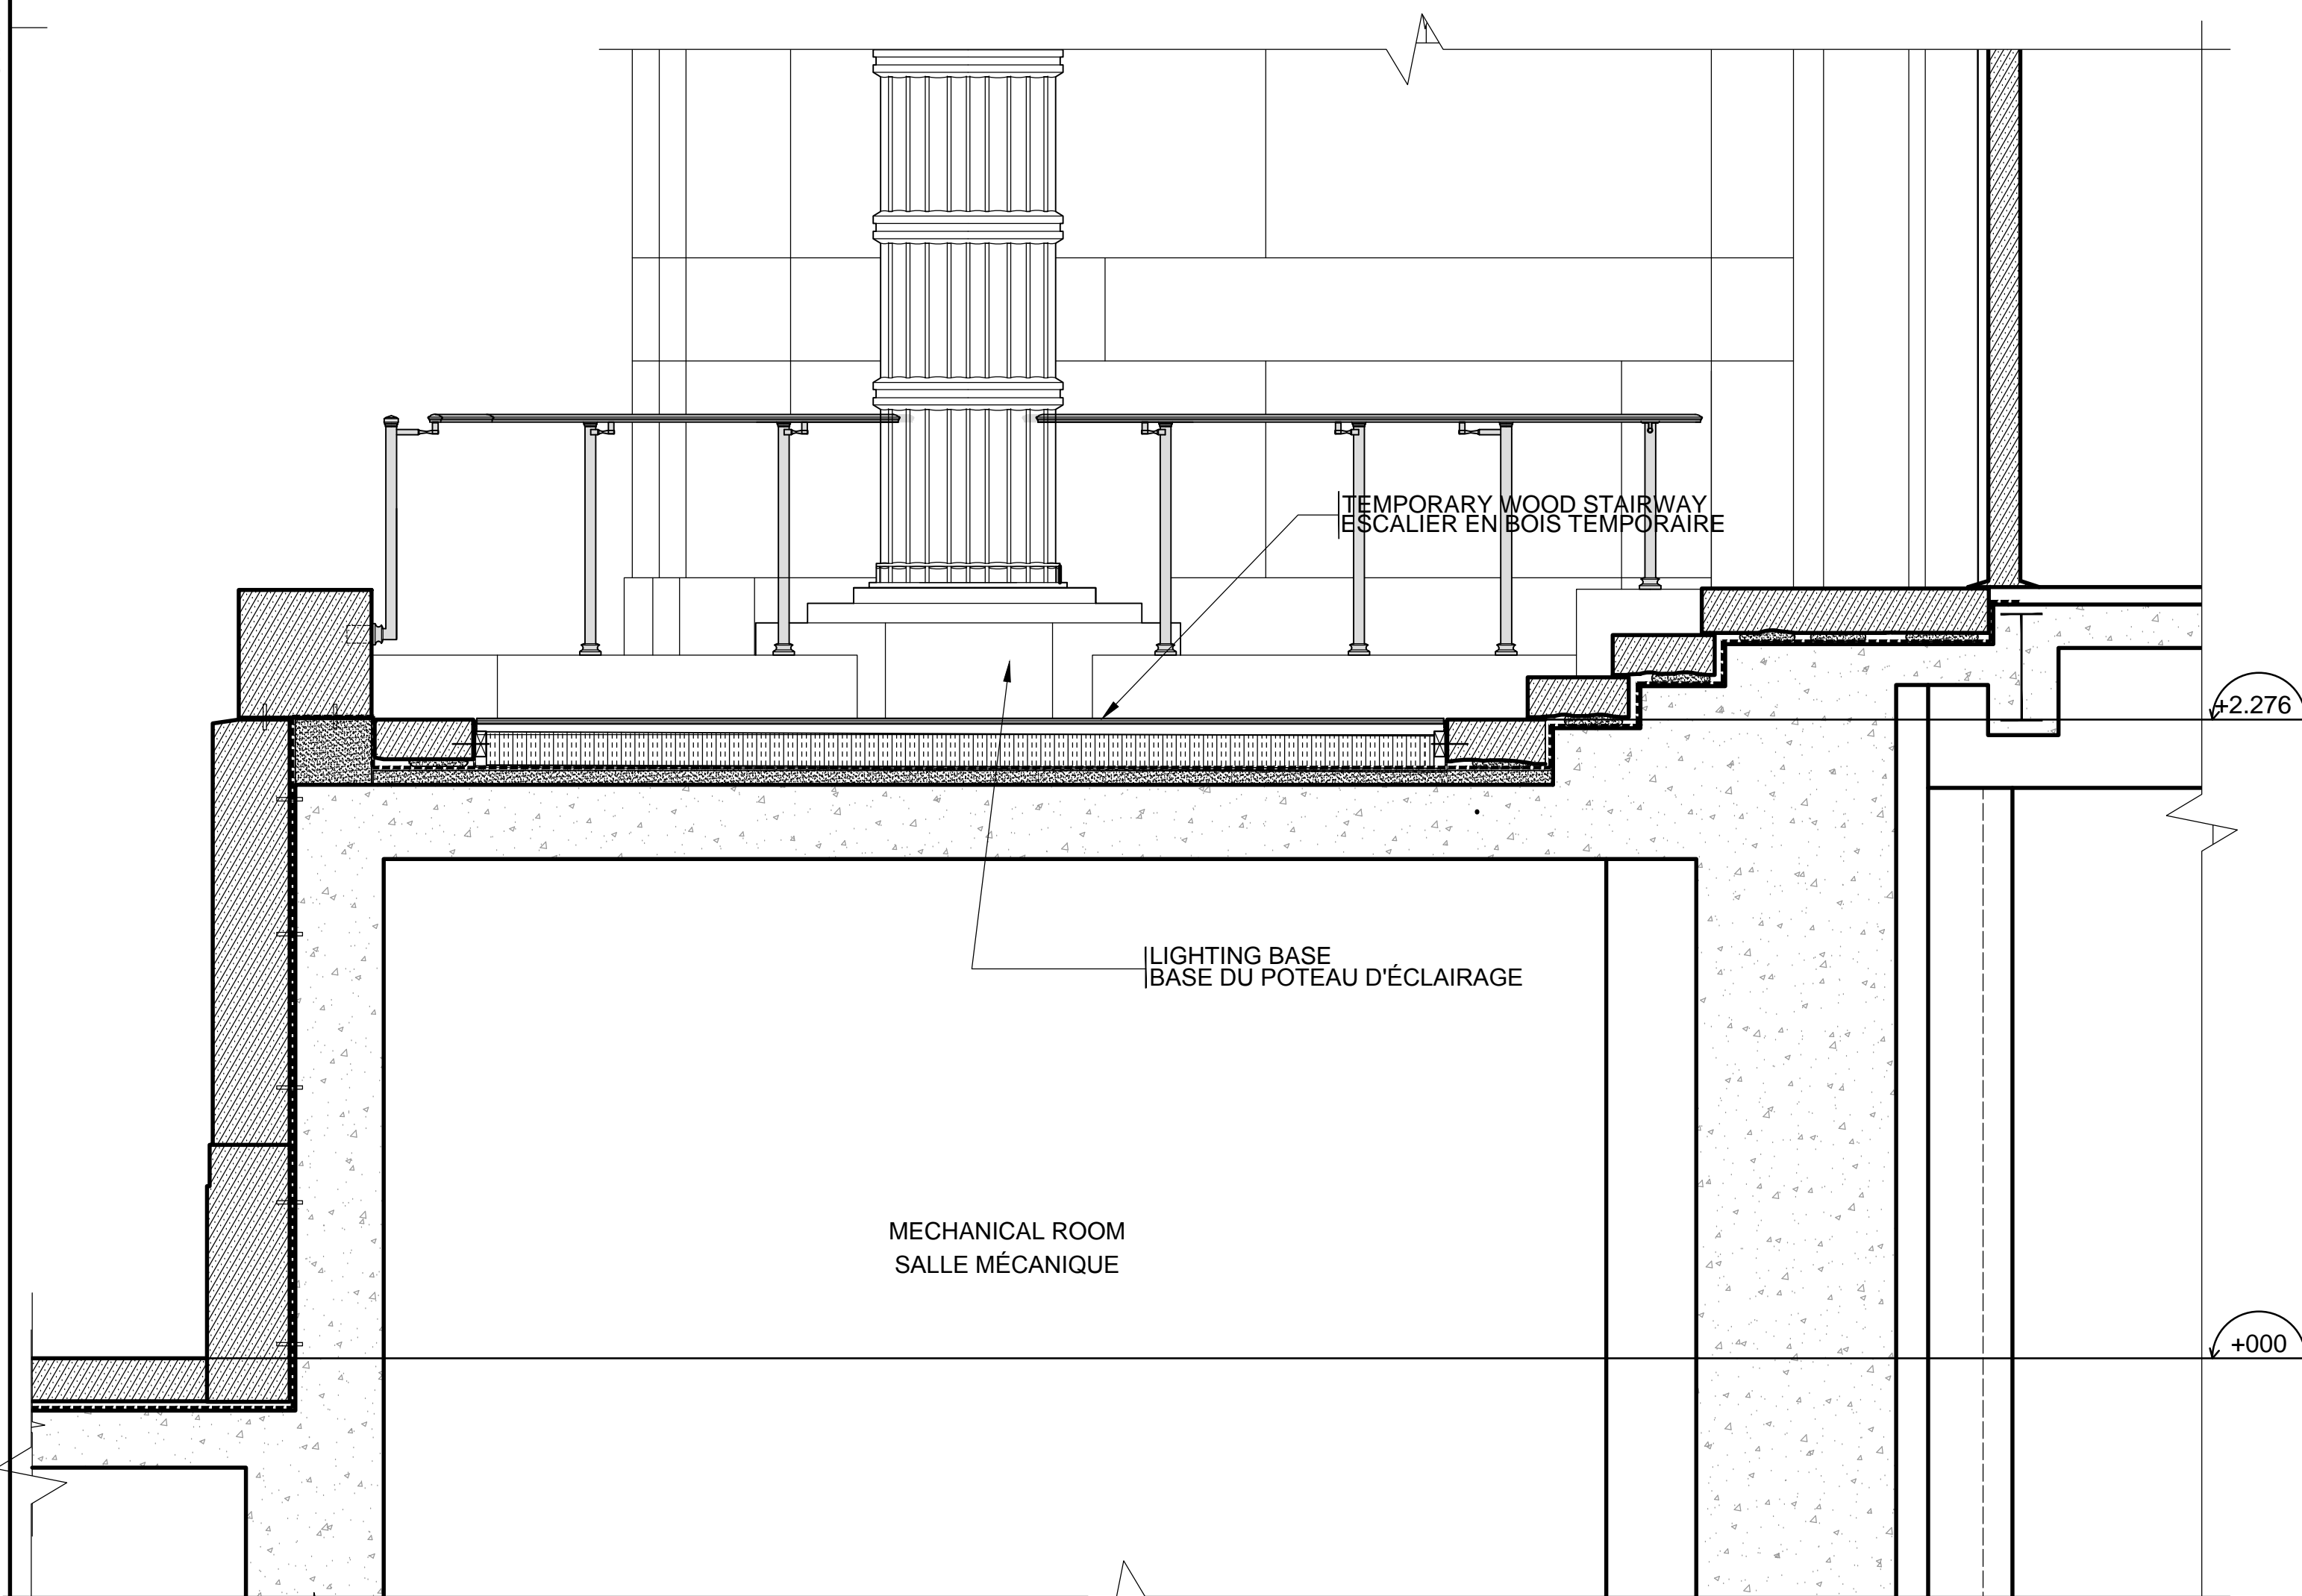 TEMPORARY WOOD STAIRWAY
ESCALIER EN BOIS TEMPORAIRE
+2.276
LIGHTING BASE
BASE DU POTEAU D'ÉCLAIRAGE
MECHANICAL ROOM
SALLE MÉCANIQUE
+000